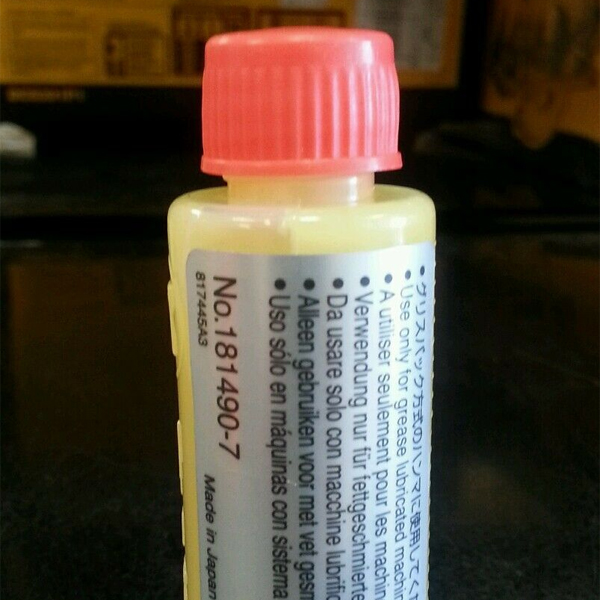 • グリスパック方式のハンマに使用してくだ
• Use only for grease lubricated machin
• A utiliser seulement pour les machin
• Verwendung nur für fettgeschmierte
• Da usare solo con macchine lubrific
• Alleen gebruiken voor met vet gesm
• Uso sólo en máquinas con sistema
No.181490-7
817445A3
Made in Japan